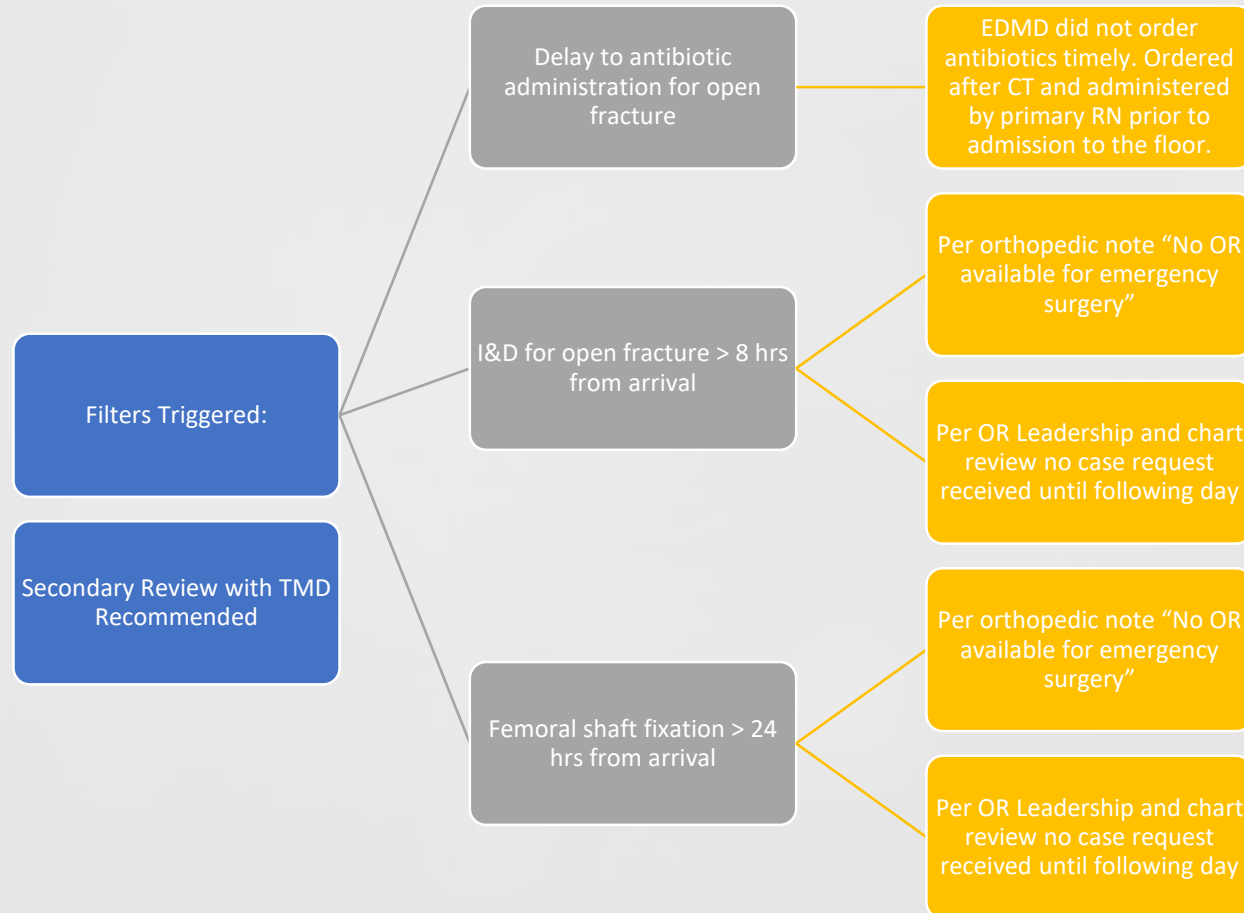 Filters Triggered:
Secondary Review with TMD
Recommended
Delay to antibiotic
administration for open
fracture
EDMD did not order
antibiotics timely. Ordered
after CT and administered
by primary RN prior to
admission to the floor.
I&D for open fracture > 8 hrs
from arrival
Per orthopedic note “No OR
available for emergency
surgery”
Per OR Leadership and chart
review no case request
received until following day
Femoral shaft fixation > 24
hrs from arrival
Per orthopedic note “No OR
available for emergency
surgery”
Per OR Leadership and chart
review no case request
received until following day